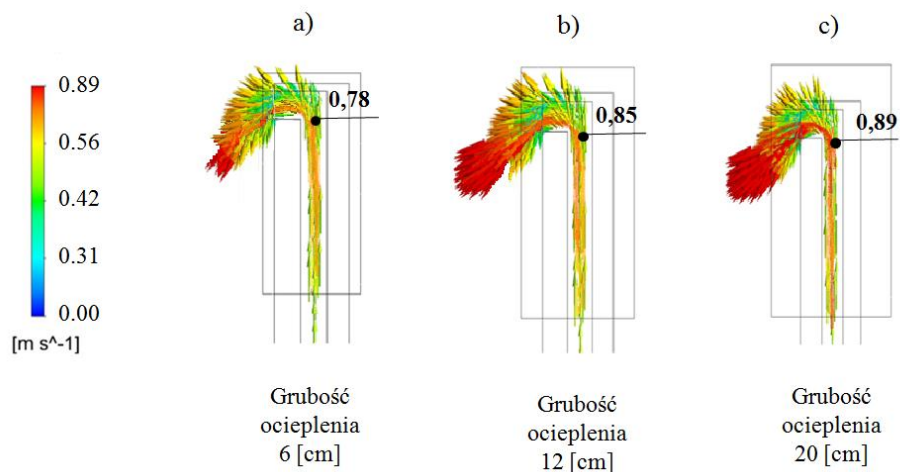 a)
b)
c)
0.89
0.56
0.42
0.31
0.00
[m s^-1]
0,78
0,85
0,89
Grubość
ocieplenia
6 [cm]
Grubość
ocieplenia
12 [cm]
Grubość
ocieplenia
20 [cm]